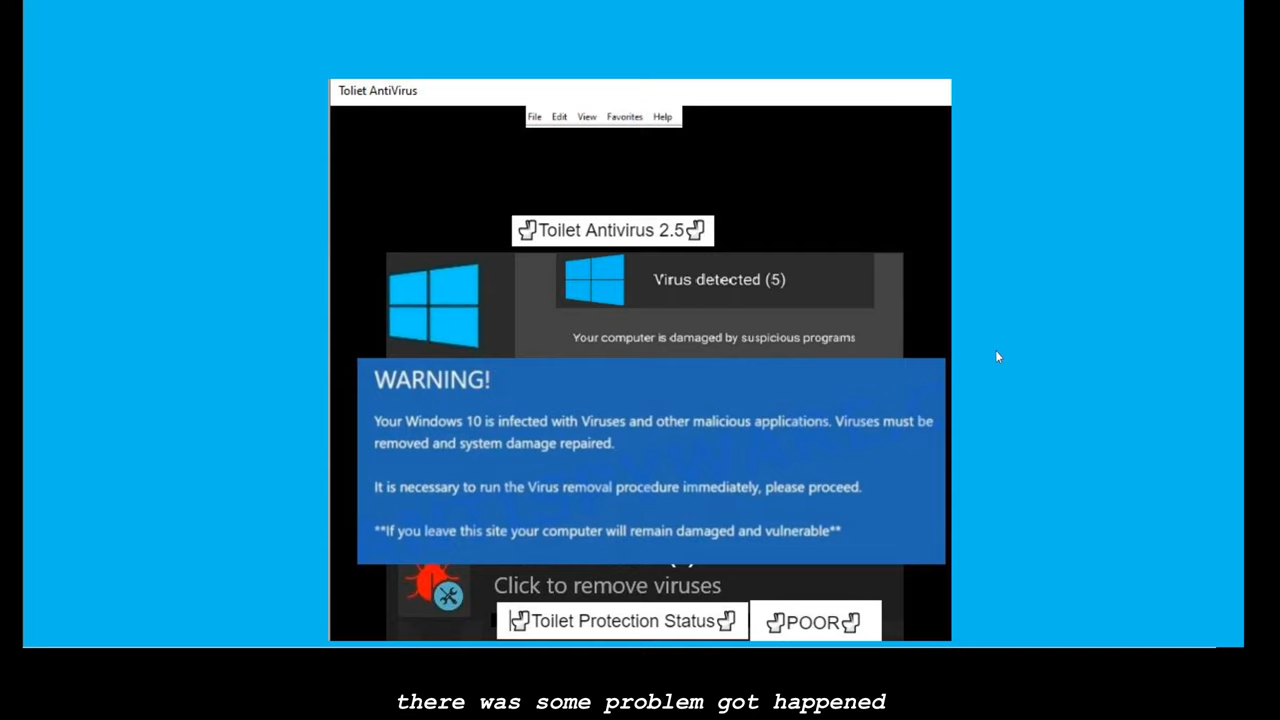 Toliet AntiVirus
File Edit View Favorites Help
🚽Toilet Antivirus 2.5🚽
Virus detected (5)
Your computer is damaged by suspicious programs
WARNING!
Your Windows 10 is infected with Viruses and other malicious applications. Viruses must be
removed and system damage repaired.
It is necessary to run the Virus removal procedure immediately, please proceed.
**If you leave this site your computer will remain damaged and vulnerable**
Click to remove viruses
🚽Toilet Protection Status🚽 🚽POOR🚽
there was some problem got happened